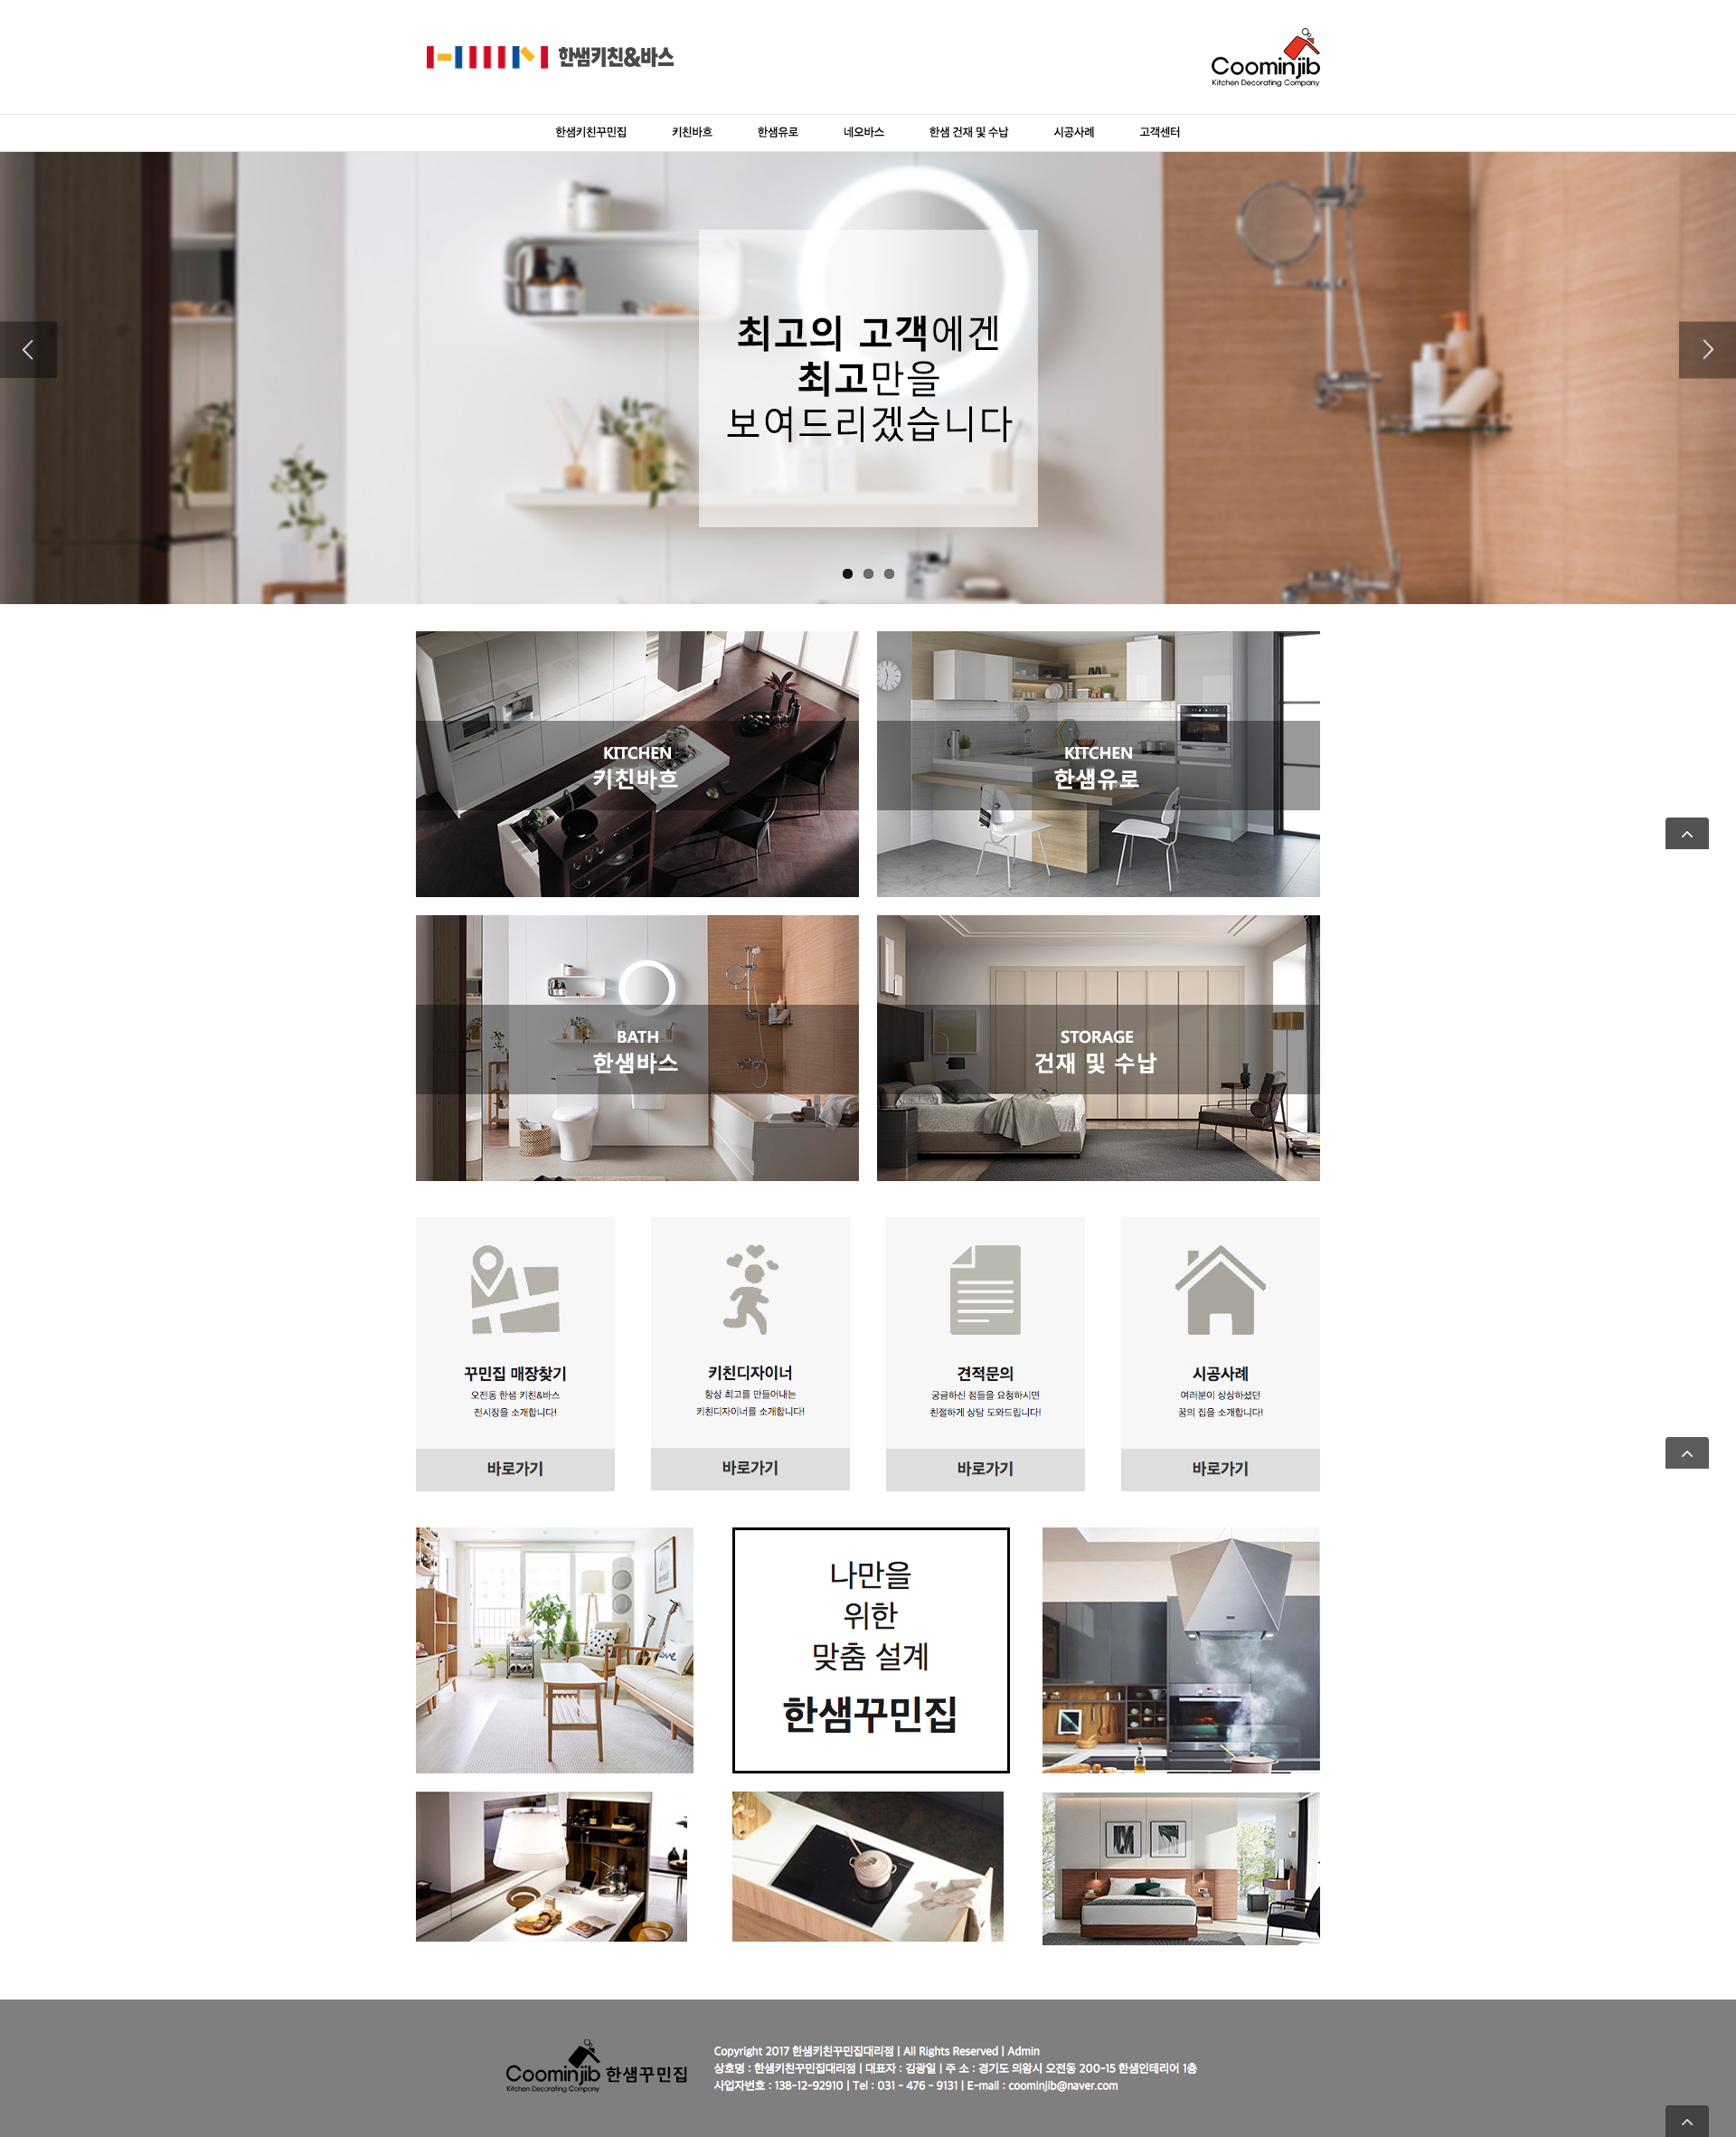 한샘키친&바스
Coominjib
Kitchen Decorating Company
한샘키친꾸민집 키친바흐 한샘유로 네오바스 한샘 건재 및 수납 시공사례 고객센터
최고의 고객에겐
최고만을
보여드리겠습니다
KITCHEN
키친바흐
KITCHEN
한샘유로
BATH
한샘바스
STORAGE
건재 및 수납
꾸민집 매장찾기
오전동 한샘 키친&바스
전시장을 소개합니다!
바로가기
키친디자이너
항상 최고를 만들어내는
키친디자이너를 소개합니다!
바로가기
견적문의
궁금하신 점들을 요청하시면
친절하게 상담 도와드립니다!
바로가기
시공사례
여러분이 상상하셨던
꿈의 집을 소개합니다!
바로가기
love
나만을
위한
맞춤 설계
한샘꾸민집
Coominjib 한샘꾸민집
Kitchen Decorating Company
Copyright 2017 한샘키친꾸민집대리점 | All Rights Reserved | Admin
상호명 : 한샘키친꾸민집대리점 | 대표자 : 김광일 | 주 소 : 경기도 의왕시 오전동 200-15 한샘인테리어 1층
사업자번호 : 138-12-92910 | Tel : 031 - 476 - 9131 | E-mail : coominjib@naver.com